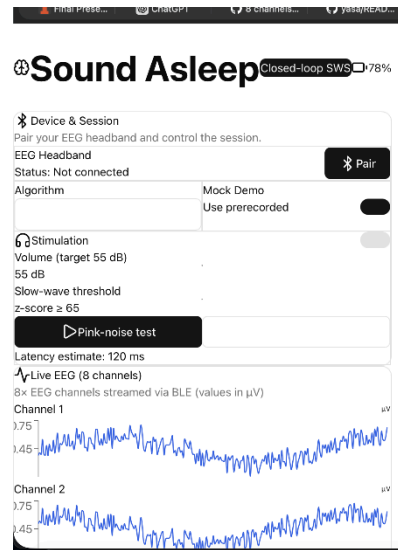 Final Prese...
ChatGPT
8 channels...
yasa/READ...
Sound Asleep
Closed-loop SWS
78%
Device & Session
Pair your EEG headband and control the session.
EEG Headband
Status: Not connected
Pair
Algorithm
Mock Demo
Use prerecorded
Stimulation
Volume (target 55 dB)
55 dB
Slow-wave threshold
z-score ≥ 65
Pink-noise test
Latency estimate: 120 ms
Live EEG (8 channels)
8× EEG channels streamed via BLE (values in µV)
Channel 1
µV
0.75
0.45
Channel 2
µV
0.75
0.45